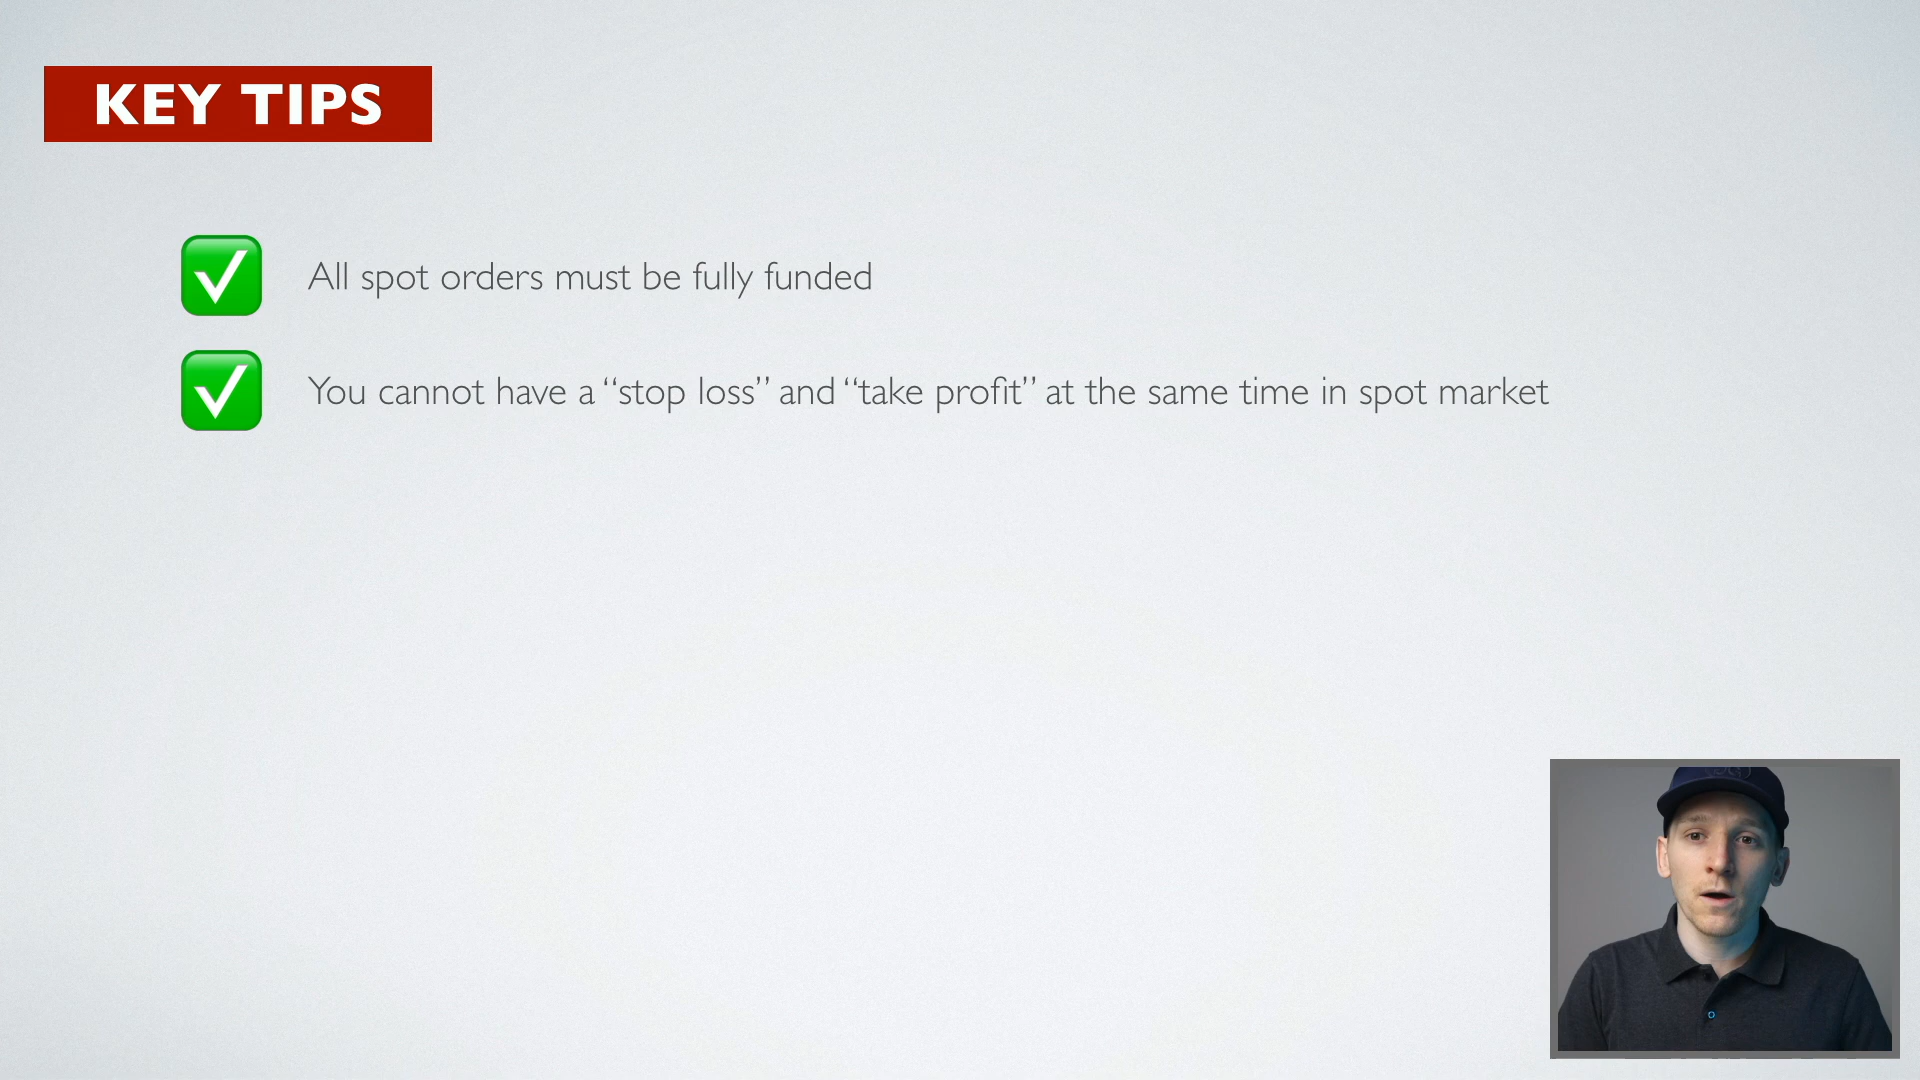 KEY TIPS
All spot orders must be fully funded
You cannot have a “stop loss” and “take profit” at the same time in spot market